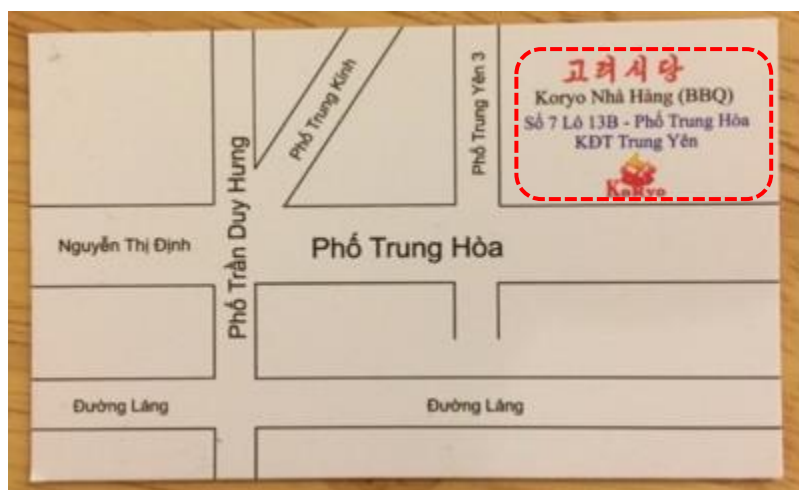 고려식당
Koryo Nhà Hàng (BBQ)
Số 7 Lô 13B - Phố Trung Hòa
KĐT Trung Yên
KoRyo
Phố Trung Kính
Phố Trung Yên 3
Phố Trần Duy Hưng
Nguyễn Thị Định
Phố Trung Hòa
Đường Láng
Đường Láng